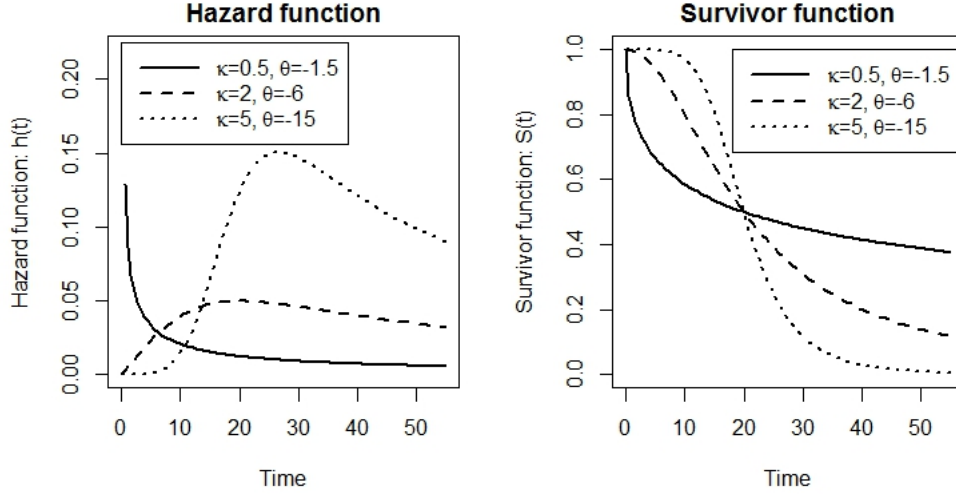 Hazard function
κ=0.5, θ=-1.5
κ=2, θ=-6
κ=5, θ=-15
Hazard function: h(t)
0.00 0.05 0.10 0.15 0.20
0 10 20 30 40 50
Time
Survivor function
κ=0.5, θ=-1.5
κ=2, θ=-6
κ=5, θ=-15
Survivor function: S(t)
0.0 0.2 0.4 0.6 0.8 1.0
0 10 20 30 40 50
Time